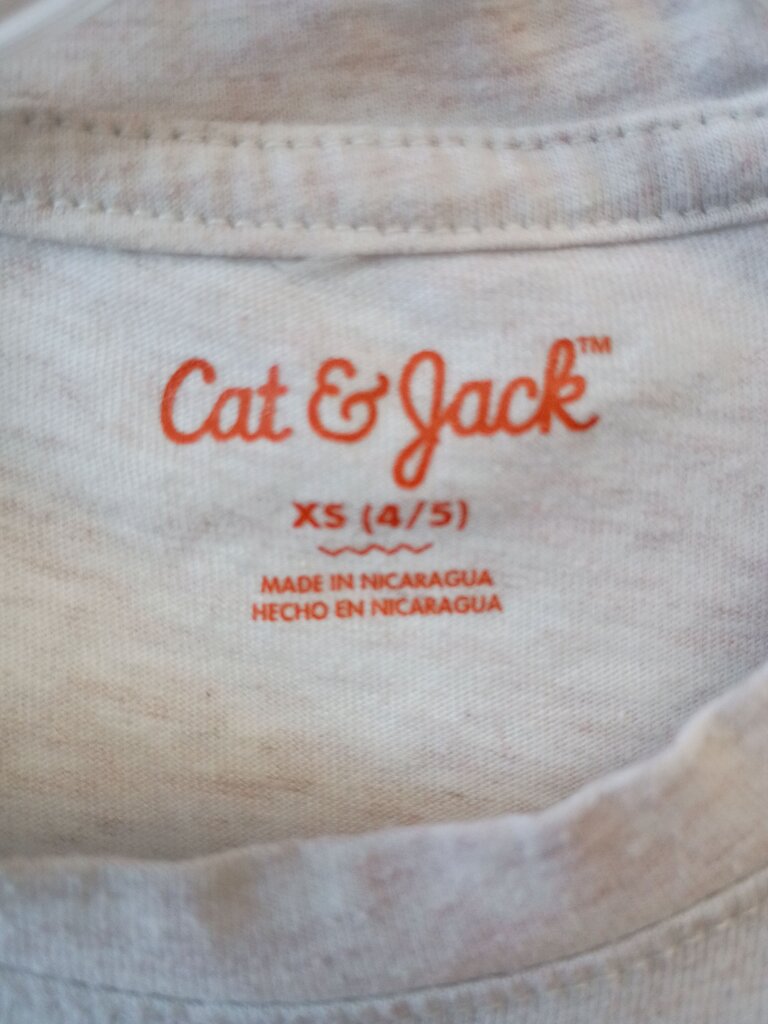 Cat & Jack™
XS (4/5)
MADE IN NICARAGUA
HECHO EN NICARAGUA